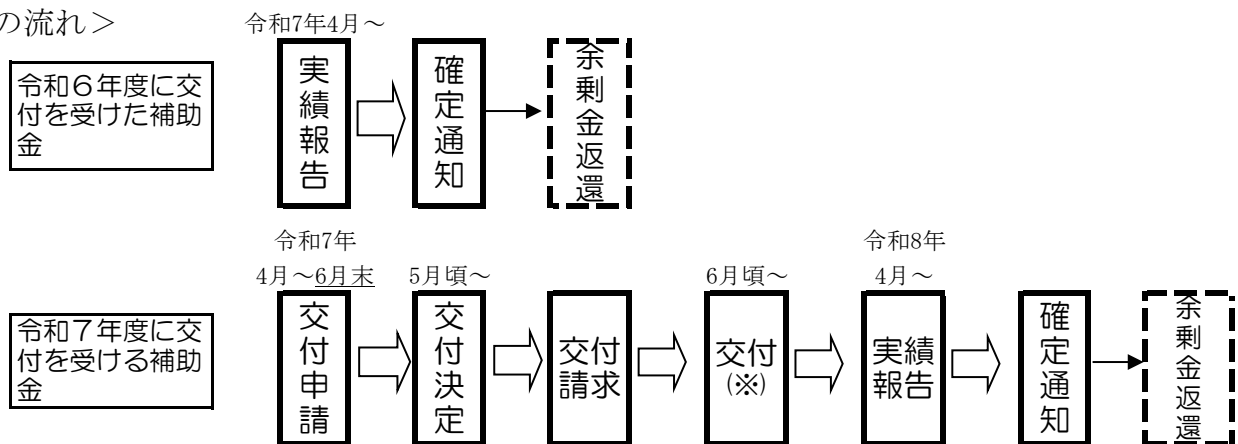 の流れ＞
令和7年4月～
令和６年度に交
付を受けた補助
金
実績報告
確定通知
余剰金返還
令和7年
4月～6月末
5月頃～
6月頃～
令和8年
4月～
令和７年度に交
付を受ける補助
金
交付申請
交付決定
交付
請求
交付
(※)
実績
報告
確定通知
余剰金返還